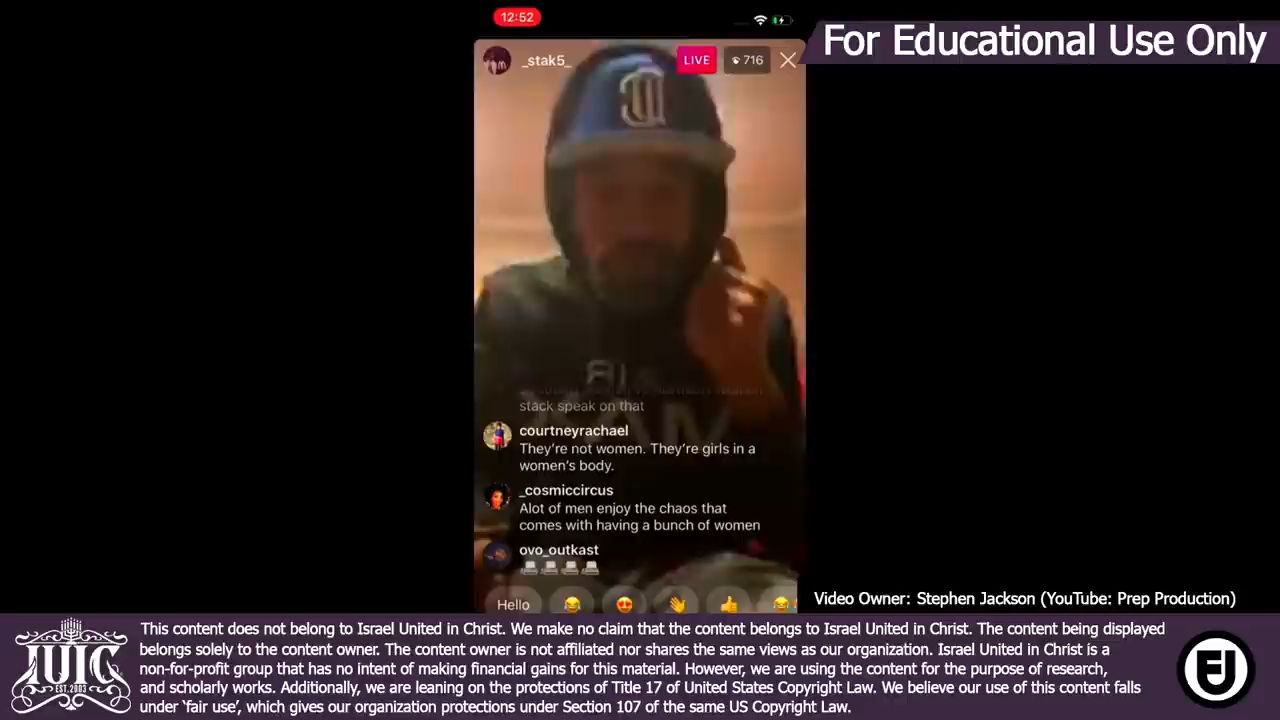 12:52
For Educational Use Only
_stak5_
LIVE
716
stack speak on that
courtneyrachael
They're not women. They're girls in a
women's body.
_cosmiccircus
Alot of men enjoy the chaos that
comes with having a bunch of women
ovo_outkast
Hello
Video Owner: Stephen Jackson (YouTube: Prep Production)
This content does not belong to Israel United in Christ. We make no claim that the content belongs to Israel United in Christ. The content being displayed
belongs solely to the content owner. The content owner is not affiliated nor shares the same views as our organization. Israel United in Christ is a
non-for-profit group that has no intent of making financial gains for this material. However, we are using the content for the purpose of research,
and scholarly works. Additionally, we are leaning on the protections of Title 17 of United States Copyright Law. We believe our use of this content falls
under 'fair use', which gives our organization protections under Section 107 of the same US Copyright Law.
IUIC
EST. 2003